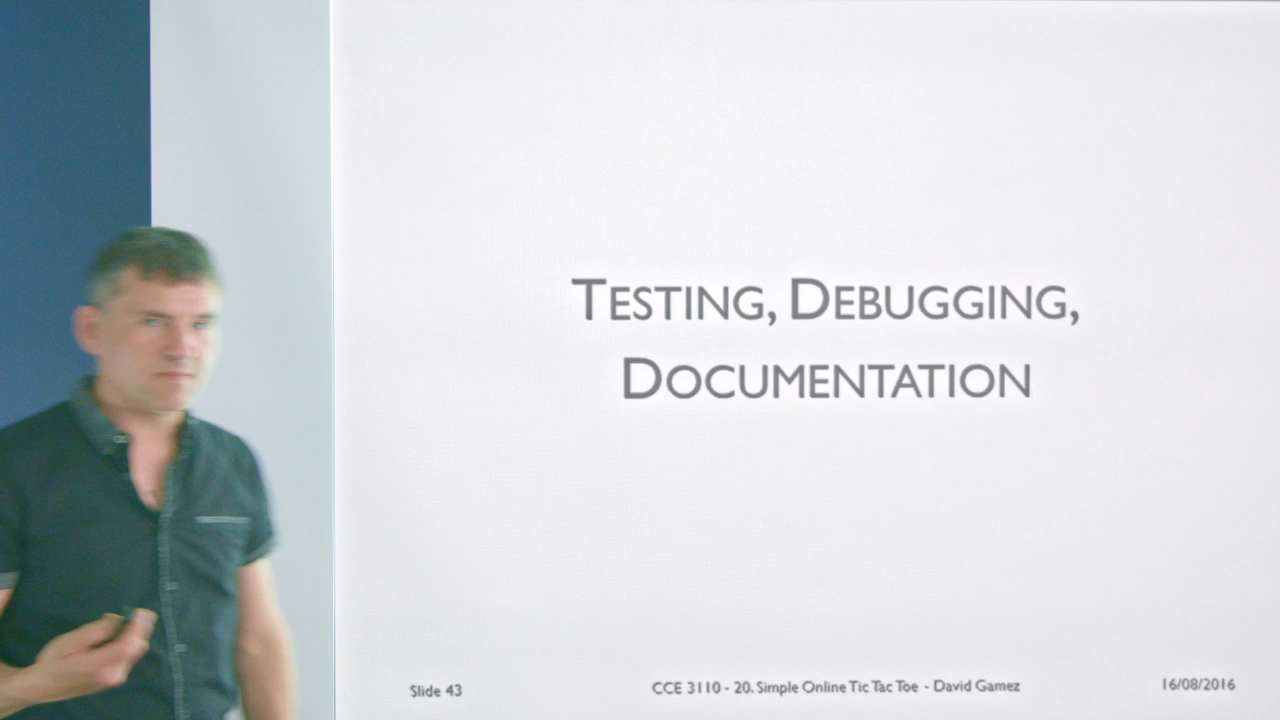 TESTING, DEBUGGING,
DOCUMENTATION
Slide 43
CCE 3110 - 20. Simple Online Tic Tac Toe - David Gamez
16/08/2016